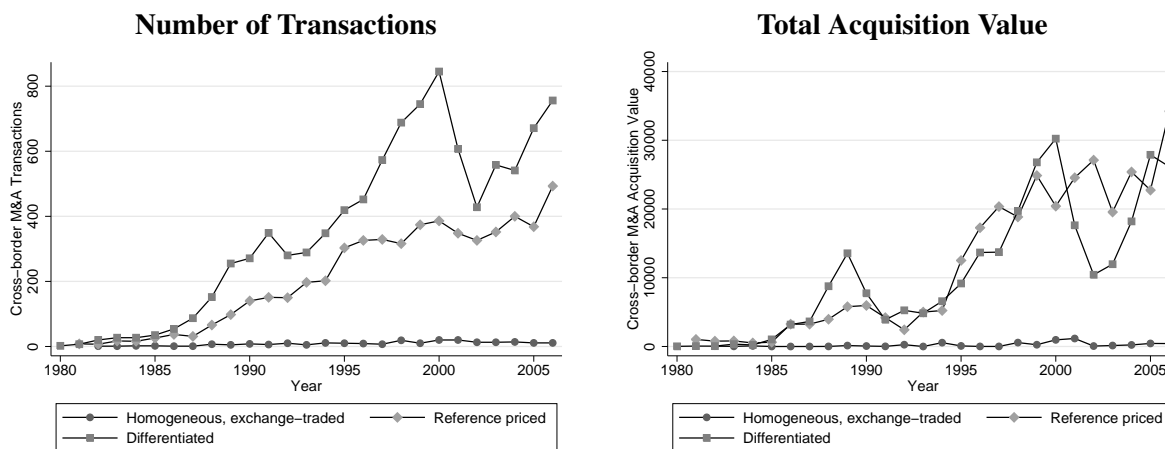 Number of Transactions
Cross-border M&A Transactions
800
600
400
200
0
1980 1985 1990 1995 2000 2005
Year
Homogeneous, exchange-traded Reference priced
Differentiated
Total Acquisition Value
Cross-border M&A Acquisition Value
40000
30000
20000
10000
0
1980 1985 1990 1995 2000 2005
Year
Homogeneous, exchange-traded Reference priced
Differentiated